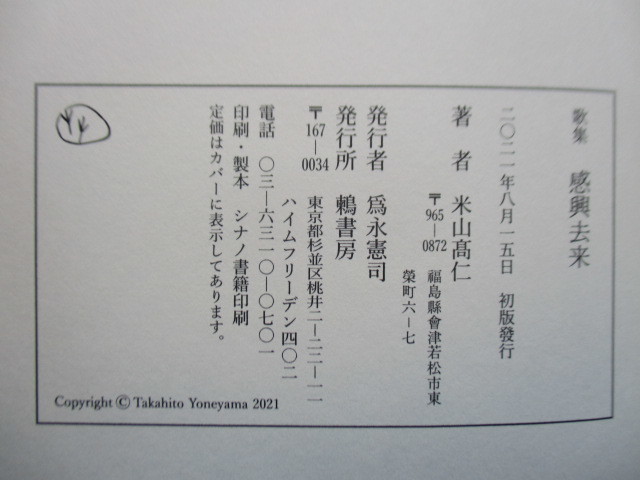 歌集 感興去来
二〇二一年八月一五日 初版發行
著者 米山髙仁
〒965―0872 福島縣會津若松市東
榮町六―七
発行者 爲永憲司
発行所 鶫書房
〒167―0034 東京都杉並区桃井二―二二―一一
ハイムフリーデン四〇二
電話 〇三―六三一〇―〇七〇一
印刷・製本 シナノ書籍印刷
定価はカバーに表示してあります。
Copyright © Takahito Yoneyama 2021